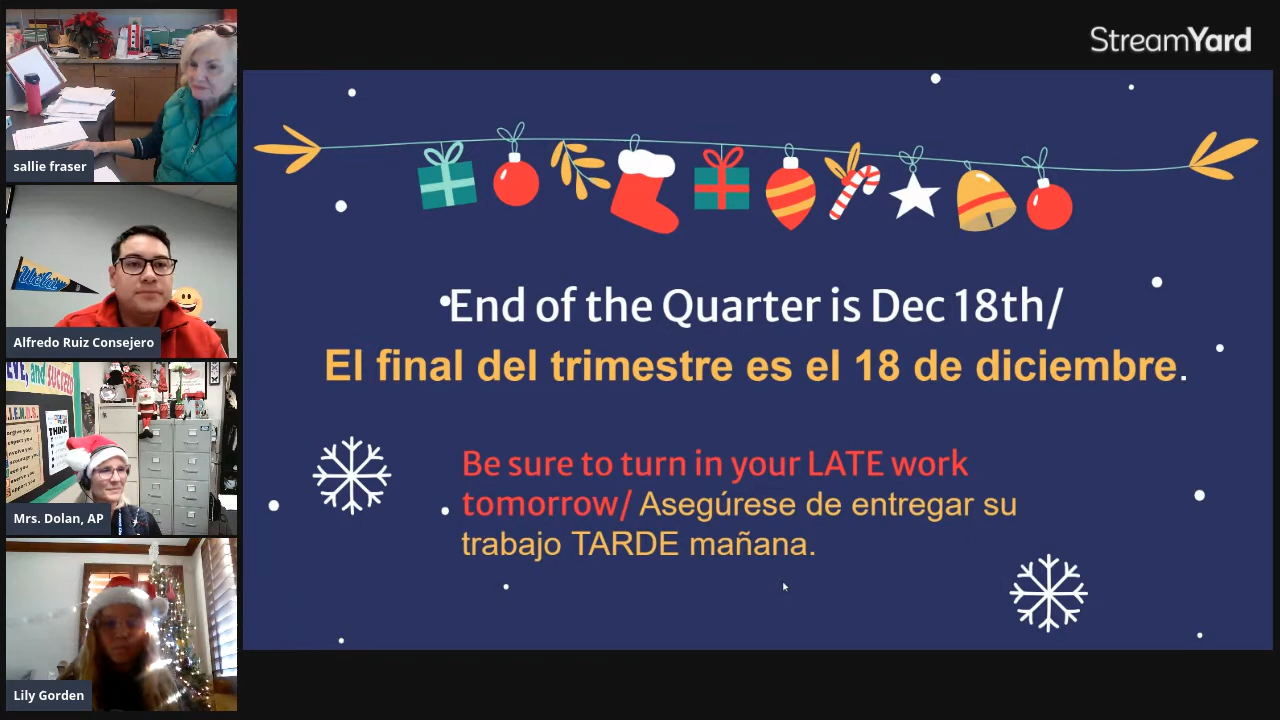 StreamYard
sallie fraser
Alfredo Ruiz Consejero
Mrs. Dolan, AP
THINK
Lily Gorden
End of the Quarter is Dec 18th/
El final del trimestre es el 18 de diciembre.
Be sure to turn in your LATE work
tomorrow/ Asegúrese de entregar su
trabajo TARDE mañana.